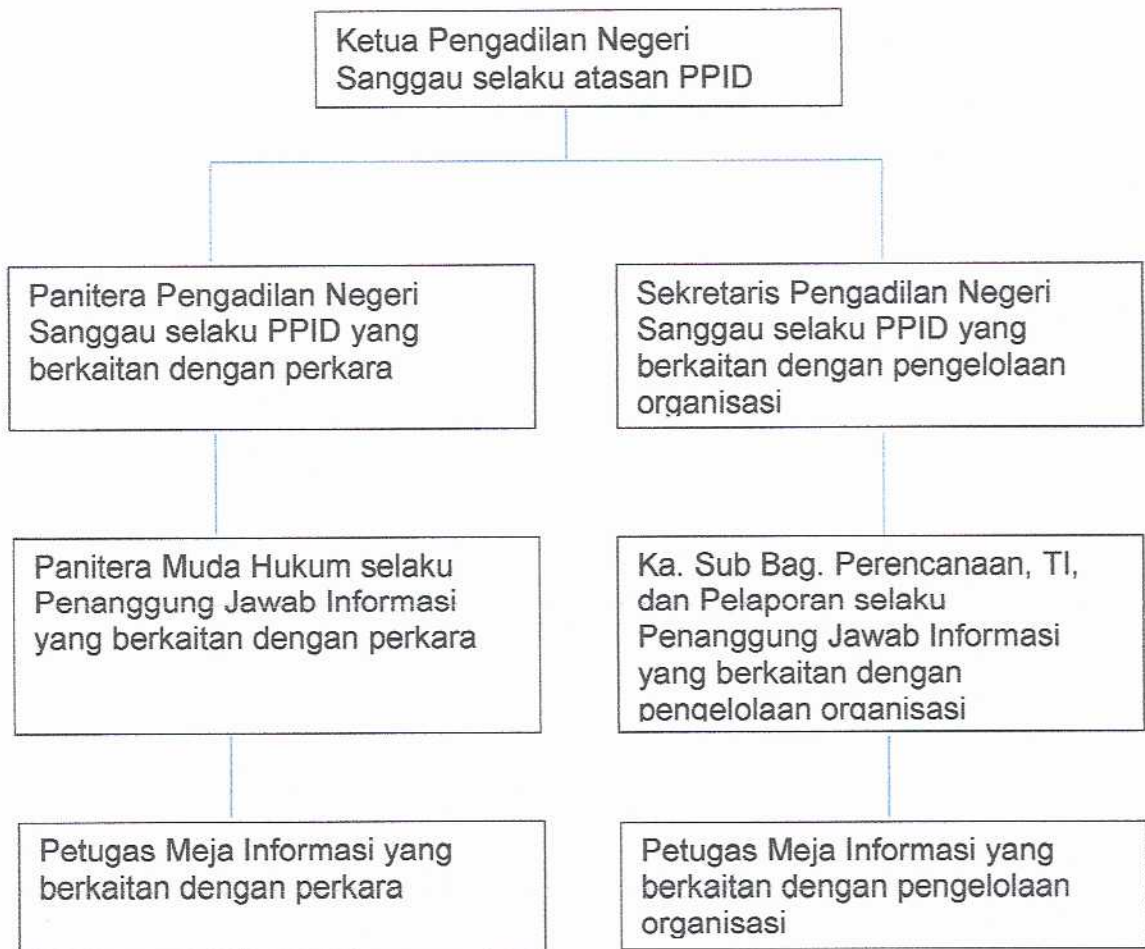 Ketua Pengadilan Negeri
Sanggau selaku atasan PPID
Panitera Pengadilan Negeri
Sanggau selaku PPID yang
berkaitan dengan perkara
Sekretaris Pengadilan Negeri
Sanggau selaku PPID yang
berkaitan dengan pengelolaan
organisasi
Panitera Muda Hukum selaku
Penanggung Jawab Informasi
yang berkaitan dengan perkara
Ka. Sub Bag. Perencanaan, TI,
dan Pelaporan selaku
Penanggung Jawab Informasi
yang berkaitan dengan
pengelolaan organisasi
Petugas Meja Informasi yang
berkaitan dengan perkara
Petugas Meja Informasi yang
berkaitan dengan pengelolaan
organisasi